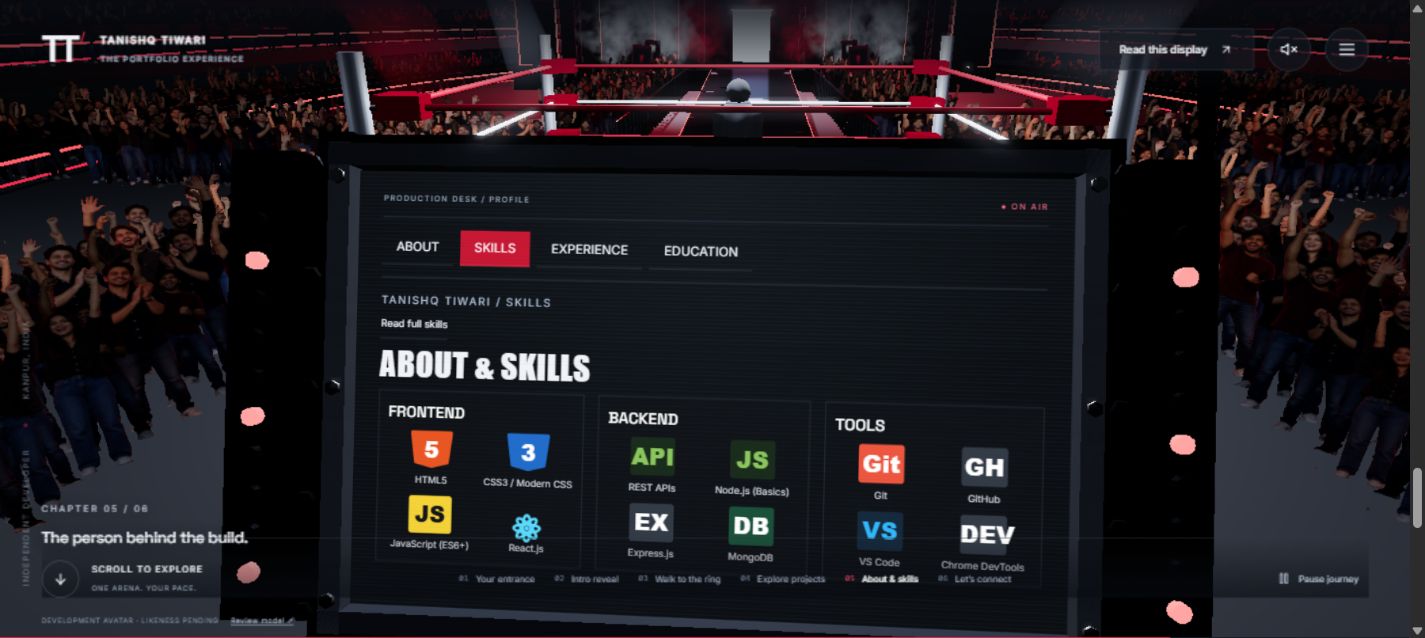 TT
TANISHQ TIWARI
THE PORTFOLIO EXPERIENCE
Read this display ↗
PRODUCTION DESK / PROFILE
• ON AIR
ABOUT SKILLS EXPERIENCE EDUCATION
TANISHQ TIWARI / SKILLS
Read full skills
ABOUT & SKILLS
FRONTEND
5
HTML5
3
CSS3 / Modern CSS
JS
JavaScript (ES6+)
React.js
BACKEND
API
REST APIs
JS
Node.js (Basics)
EX
Express.js
DB
MongoDB
TOOLS
Git
Git
GH
GitHub
VS
VS Code
DEV
Chrome DevTools
INDEPENDENT DEVELOPER • KANPUR, INDIA
CHAPTER 05 / 06
The person behind the build.
SCROLL TO EXPLORE
ONE ARENA. YOUR PACE.
01 Your entrance 02 Intro reveal 03 Walk to the ring 04 Explore projects 05 About & skills 06 Let's connect
Pause journey
DEVELOPMENT AVATAR · LIKENESS PENDING Review model ↗